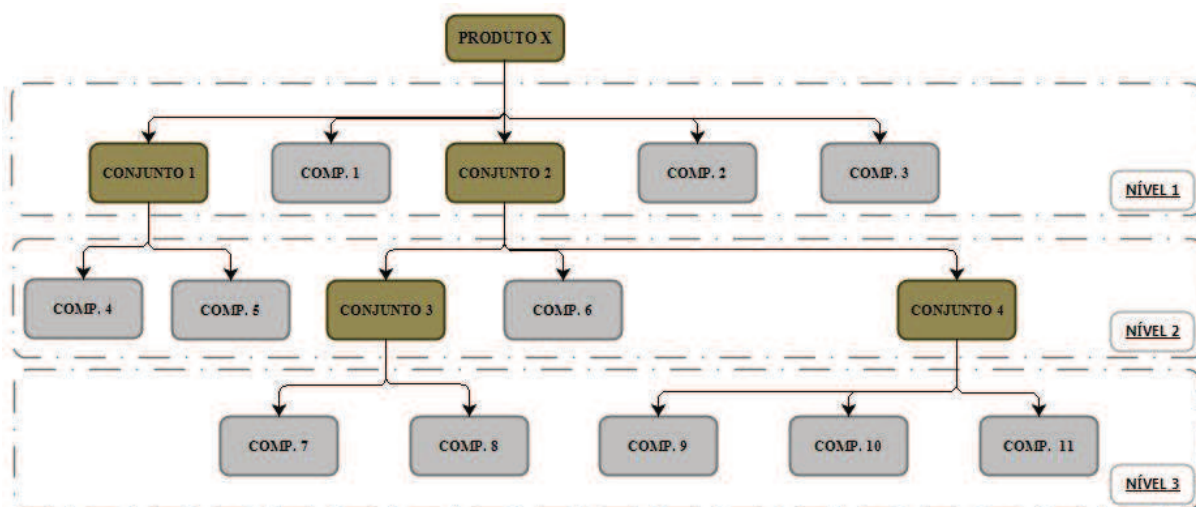 PRODUTO X
CONJUNTO 1
COMP. 1
CONJUNTO 2
COMP. 2
COMP. 3
NÍVEL 1
COMP. 4
COMP. 5
CONJUNTO 3
COMP. 6
CONJUNTO 4
NÍVEL 2
COMP. 7
COMP. 8
COMP. 9
COMP. 10
COMP. 11
NÍVEL 3